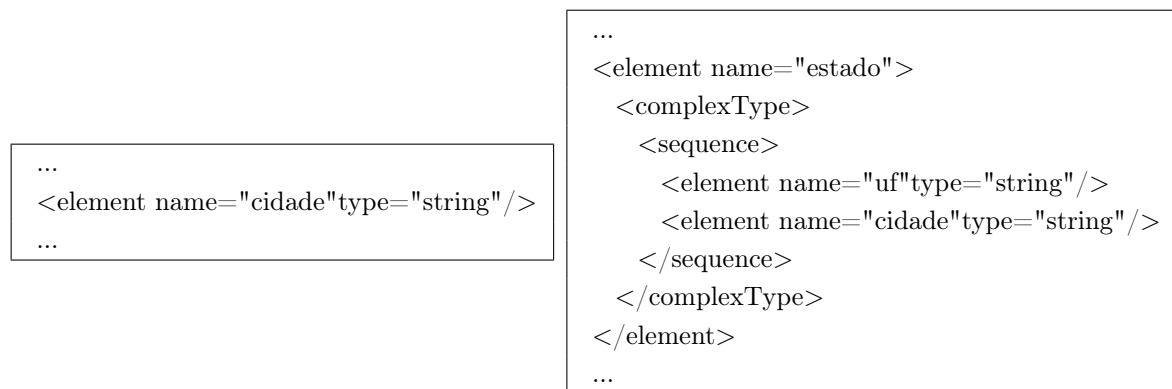 ...
<element name="cidade"type="string"/>
...
...
<element name="estado">
<complexType>
<sequence>
<element name="uf"type="string"/>
<element name="cidade"type="string"/>
</sequence>
</complexType>
</element>
...